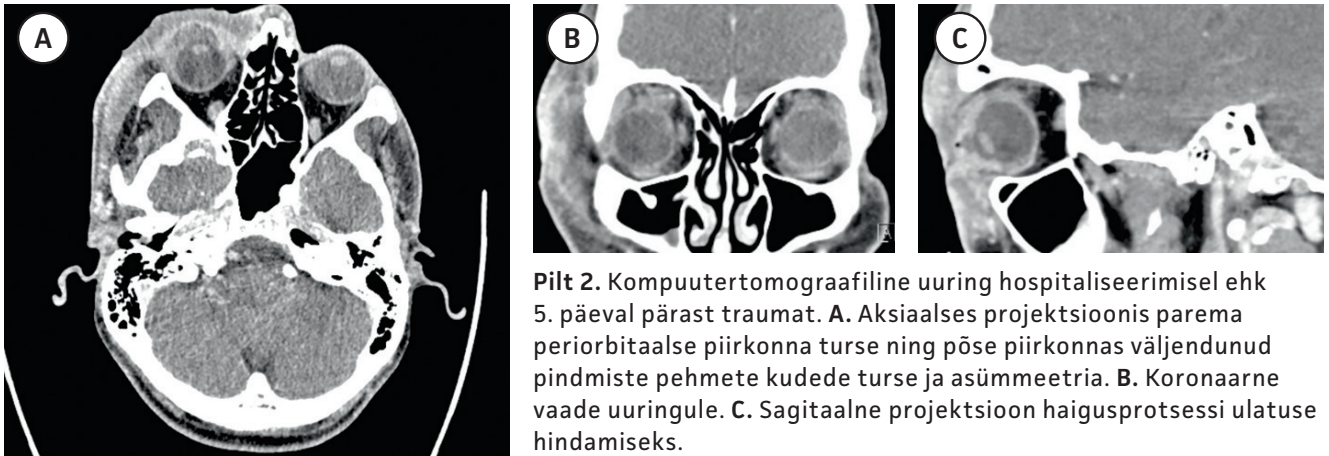 A
B
C
A
Pilt 2. Kompuutertomograafiline uuring hospitaliseerimisel ehk
5. päeval pärast traumat. A. Aksiaalses projektsioonis parema
periorbitaalse piirkonna turse ning põse piirkonnas väljendunud
pindmiste pehmete kudede turse ja asümmeetria. B. Koronaarne
vaade uuringule. C. Sagitaalne projektsioon haigusprotsessi ulatuse
hindamiseks.